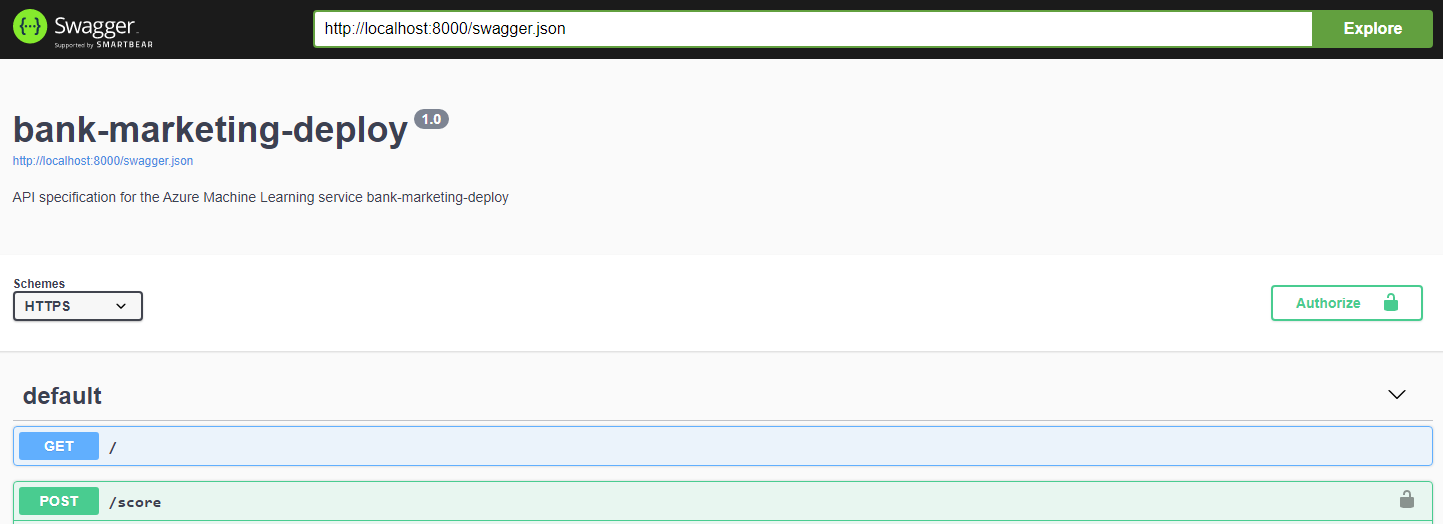 {...} Swagger
Supported by SMARTBEAR
http://localhost:8000/swagger.json
Explore
bank-marketing-deploy 1.0
http://localhost:8000/swagger.json
API specification for the Azure Machine Learning service bank-marketing-deploy
Schemes
HTTPS
Authorize
default
GET /
POST /score